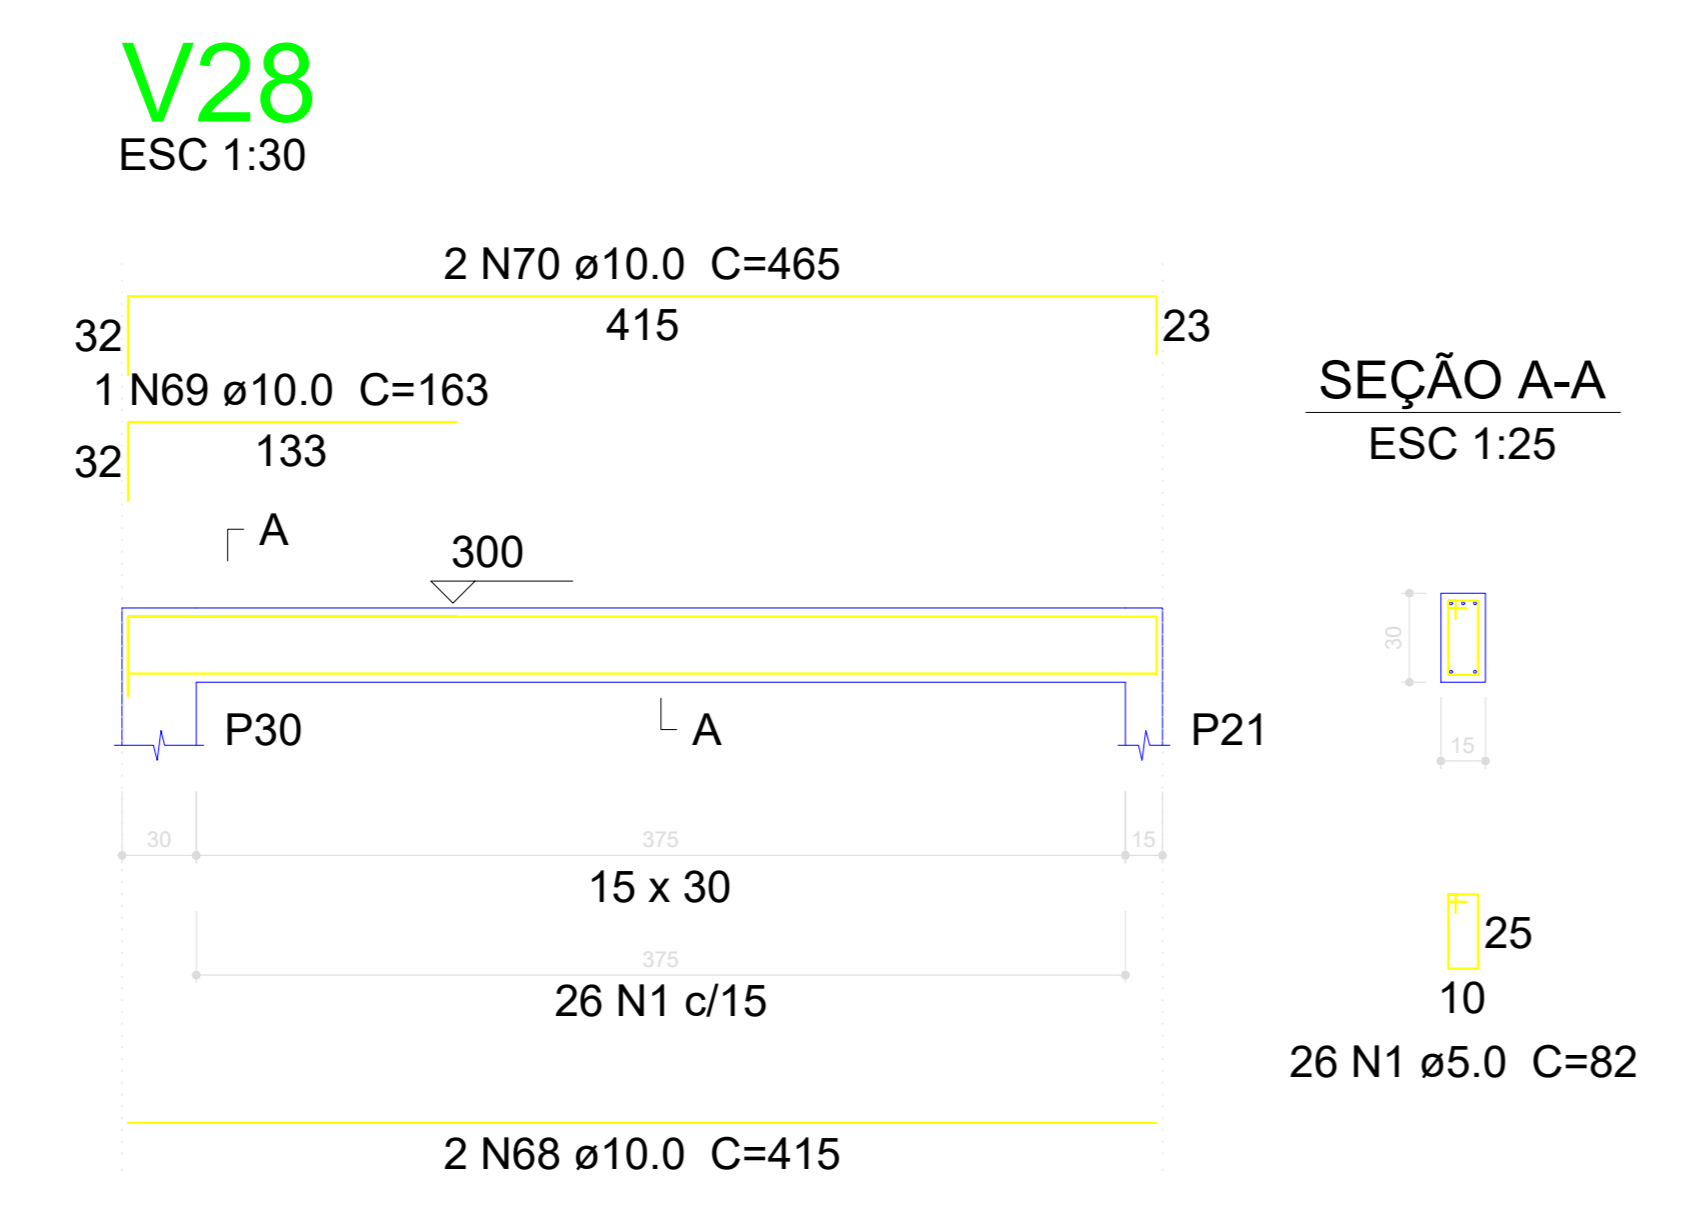 V28
ESC 1:30
2 N70 ø10.0 C=465
415
32
23
1 N69 ø10.0 C=163
133
32
SEÇÃO A-A
ESC 1:25
A
300
30
15
P30
A
P21
30
375
15
15 x 30
375
26 N1 c/15
25
10
26 N1 ø5.0 C=82
2 N68 ø10.0 C=415